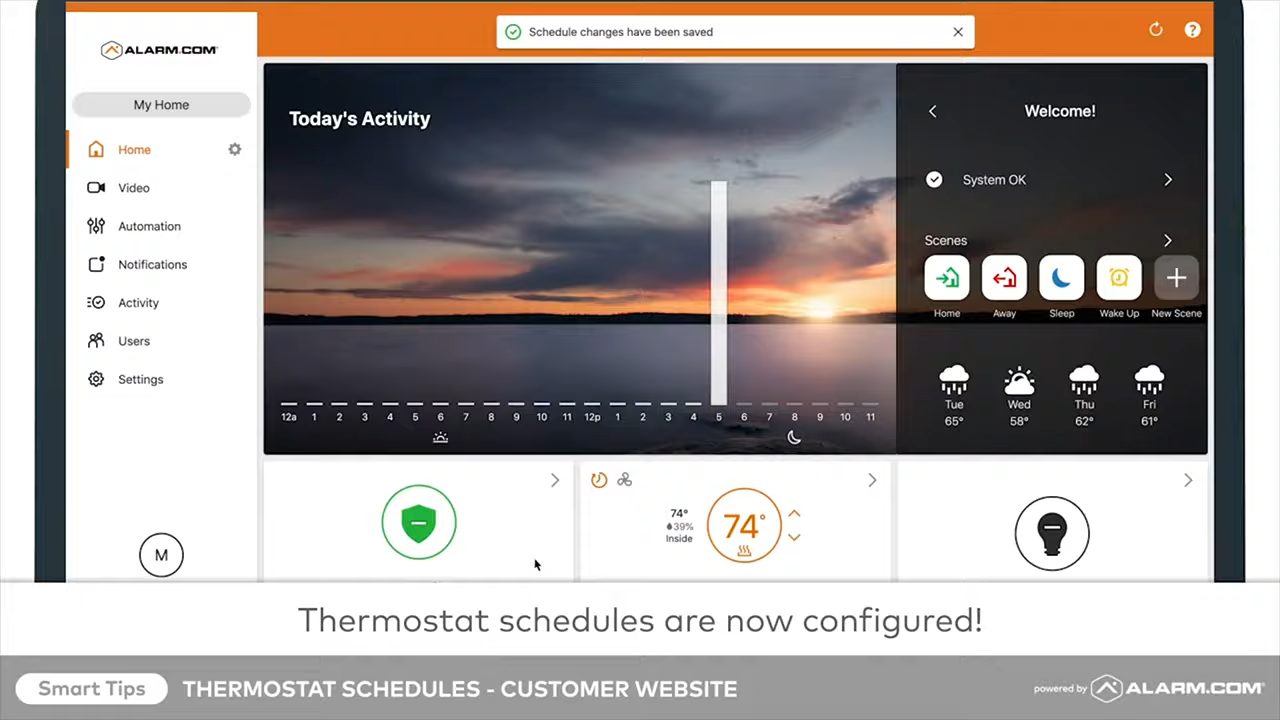 Schedule changes have been saved
ALARM.COM
My Home
Home
Video
Automation
Notifications
Activity
Users
Settings
M
Today's Activity
12a 1 2 3 4 5 6 7 8 9 10 11 12p 1 2 3 4 5 6 7 8 9 10 11
Welcome!
System OK
Scenes
Home Away Sleep Wake Up New Scene
Tue Wed Thu Fri
65° 58° 62° 61°
74°
39%
Inside
74°
Thermostat schedules are now configured!
Smart Tips THERMOSTAT SCHEDULES - CUSTOMER WEBSITE
powered by ALARM.COM